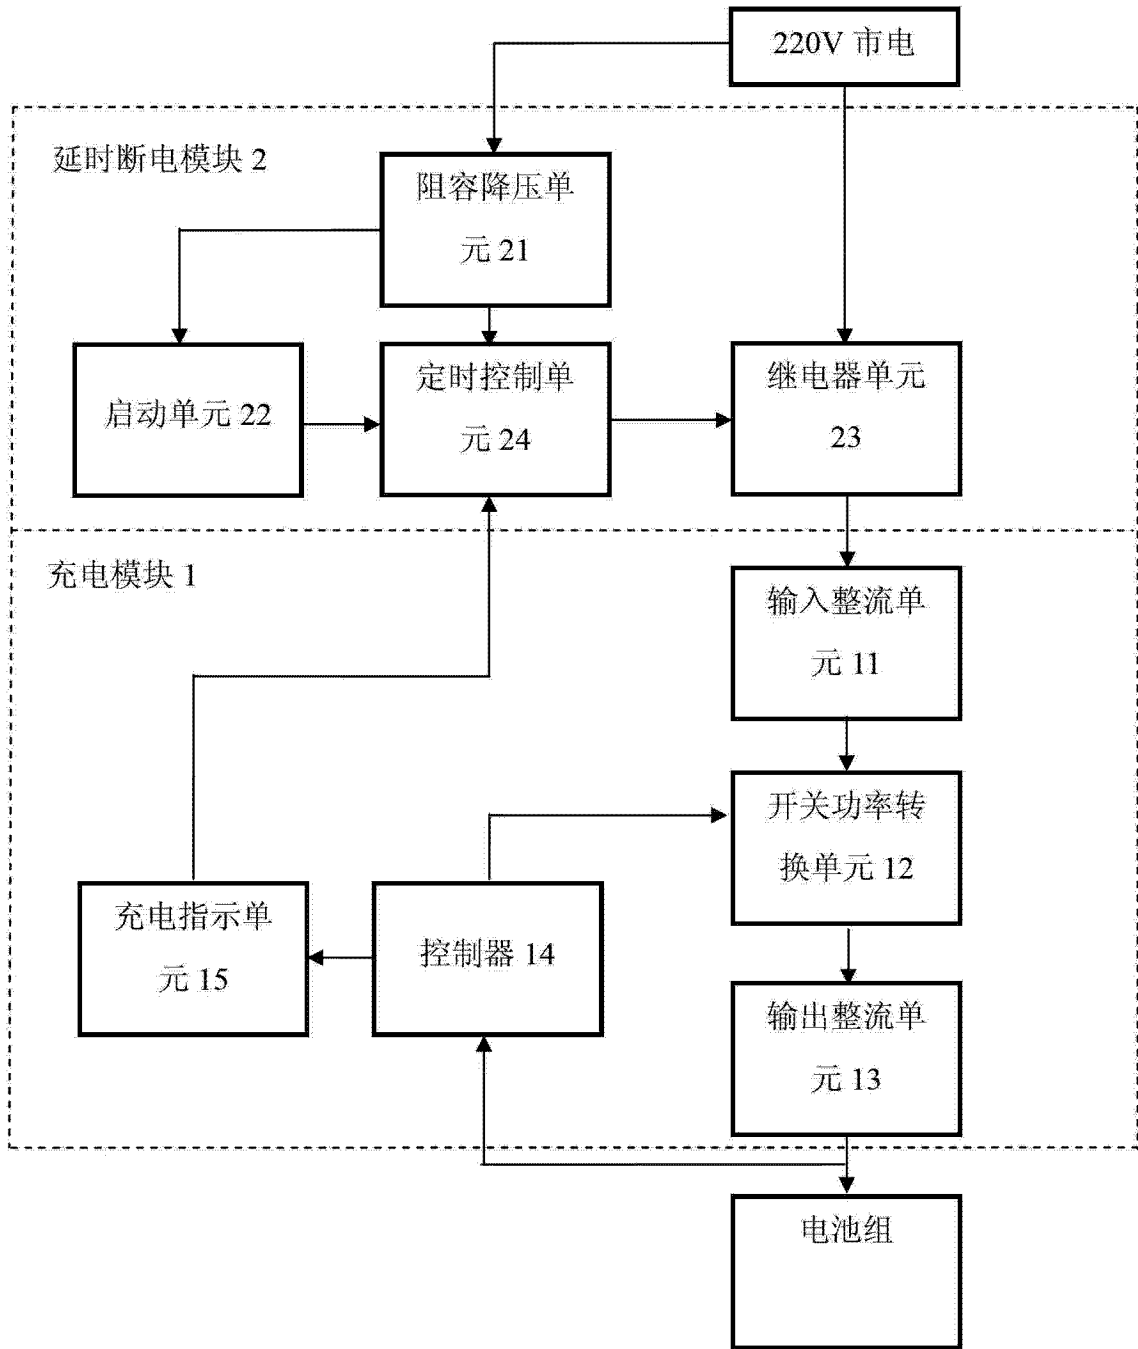 220V 市电
延时断电模块 2
阻容降压单
元 21
启动单元 22
定时控制单
元 24
继电器单元
23
充电模块 1
输入整流单
元 11
开关功率转
换单元 12
充电指示单
元 15
控制器 14
输出整流单
元 13
电池组